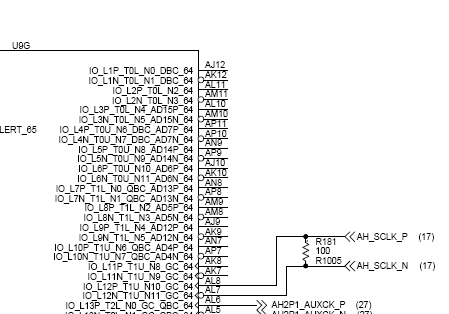 U9G
IO_L1P_T0L_N0_DBC_64 AJ12
IO_L1N_T0L_N1_DBC_64 AK12
IO_L2P_T0L_N2_64 AL11
IO_L2N_T0L_N3_64 AM11
IO_L3P_T0L_N4_AD15P_64 AL10
IO_L3N_T0L_N5_AD15N_64 AM10
LERT_65 IO_L4P_T0U_N6_DBC_AD7P_64 AP11
IO_L4N_T0U_N7_DBC_AD7N_64 AP10
IO_L5P_T0U_N8_AD14P_64 AN9
IO_L5N_T0U_N9_AD14N_64 AP9
IO_L6P_T0U_N10_AD6P_64 AJ10
IO_L6N_T0U_N11_AD6N_64 AK10
IO_L7P_T1L_N0_QBC_AD13P_64 AN8
IO_L7N_T1L_N1_QBC_AD13N_64 AP8
IO_L8P_T1L_N2_AD5P_64 AM9
IO_L8N_T1L_N3_AD5N_64 AM8
IO_L9P_T1L_N4_AD12P_64 AJ9
IO_L9N_T1L_N5_AD12N_64 AK9
IO_L10P_T1U_N6_QBC_AD4P_64 AN7
IO_L10N_T1U_N7_QBC_AD4N_64 AP7
IO_L11P_T1U_N8_GC_64 AK8
IO_L11N_T1U_N9_GC_64 AK7
IO_L12P_T1U_N10_GC_64 AL8
IO_L12N_T1U_N11_GC_64 AL7
IO_L13P_T2L_N0_GC_QBC_64 AL6
AL5
AH_SCLK_P (17)
R181
100
R1005
AH_SCLK_N (17)
AH2P1_AUXCK_P (27)